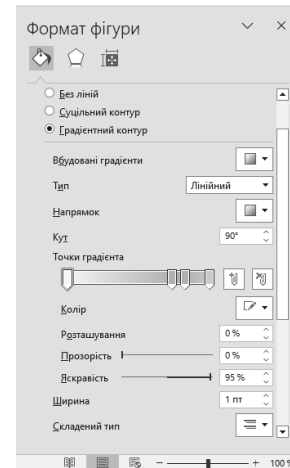 Формат фігури
Без ліній
Суцільний контур
Градієнтний контур
Вбудовані градієнти
Тип Лінійний
Напрямок
Кут 90°
Точки градієнта
Колір
Розташування 0 %
Прозорість 0 %
Яскравість 95 %
Ширина 1 пт
Складений тип
100 %